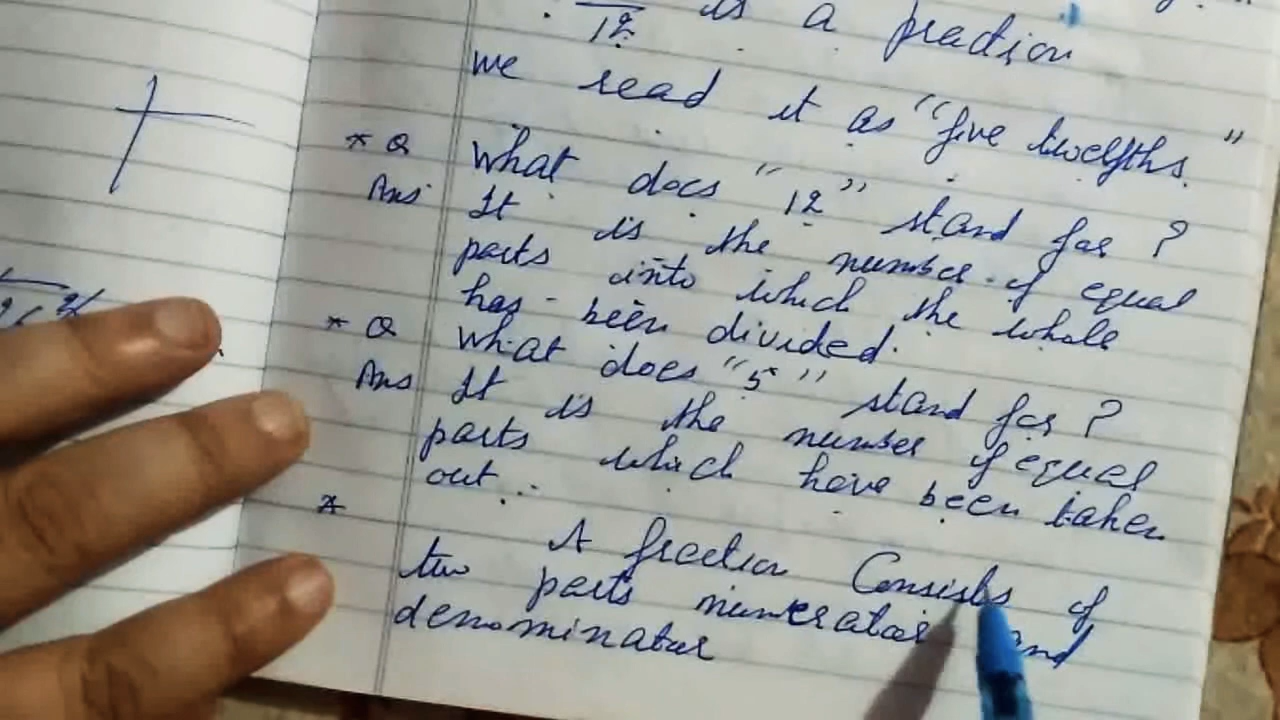 12 is a fraction
we read it as "five twelfths"
* Q What does "12" stand for?
Ans It is the number of equal
parts into which the whole
has been divided.
* Q What does "5" stand for?
Ans It is the number of equal
parts which have been taken
out..
* A fraction Consists of
two parts numerator and
denominator